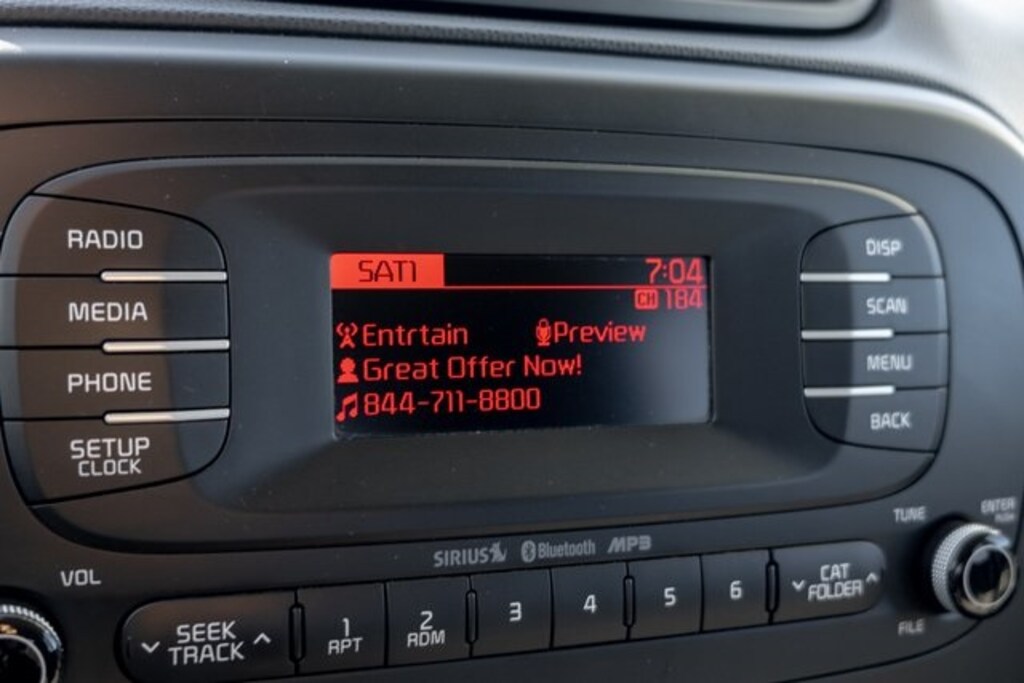 RADIO
MEDIA
PHONE
SETUP
CLOCK
SAT1 7:04
CH 184
Entrtain Preview
Great Offer Now!
844-711-8800
DISP
SCAN
MENU
BACK
TUNE
ENTER
FILE
SIRIUS Bluetooth MP3
VOL
SEEK
TRACK
1
RPT
2
RDM
3
4
5
6
CAT
FOLDER